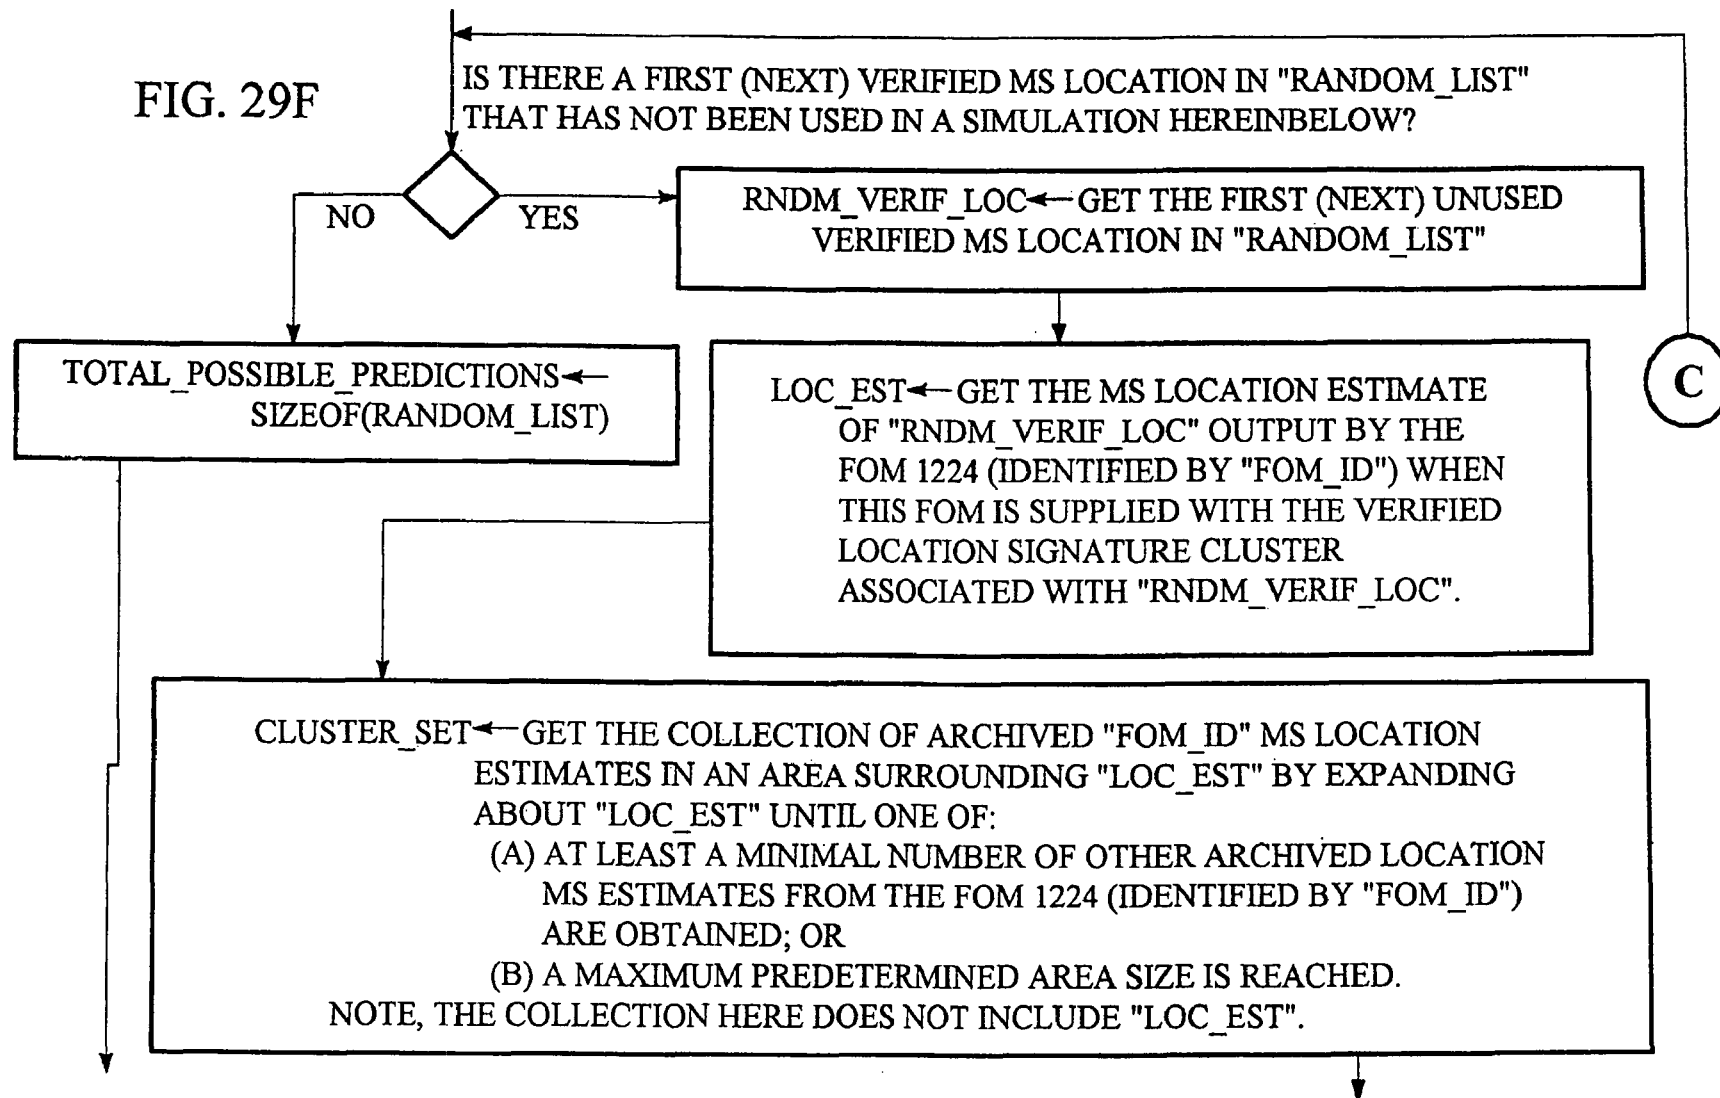 FIG. 29F
IS THERE A FIRST (NEXT) VERIFIED MS LOCATION IN "RANDOM_LIST"
THAT HAS NOT BEEN USED IN A SIMULATION HEREINBELOW?
NO
YES
RNDM_VERIF_LOC←GET THE FIRST (NEXT) UNUSED
VERIFIED MS LOCATION IN "RANDOM_LIST"
TOTAL_POSSIBLE_PREDICTIONS←
SIZEOF(RANDOM_LIST)
C
LOC_EST←GET THE MS LOCATION ESTIMATE
OF "RNDM_VERIF_LOC" OUTPUT BY THE
FOM 1224 (IDENTIFIED BY "FOM_ID") WHEN
THIS FOM IS SUPPLIED WITH THE VERIFIED
LOCATION SIGNATURE CLUSTER
ASSOCIATED WITH "RNDM_VERIF_LOC".
CLUSTER_SET←GET THE COLLECTION OF ARCHIVED "FOM_ID" MS LOCATION
ESTIMATES IN AN AREA SURROUNDING "LOC_EST" BY EXPANDING
ABOUT "LOC_EST" UNTIL ONE OF:
(A) AT LEAST A MINIMAL NUMBER OF OTHER ARCHIVED LOCATION
MS ESTIMATES FROM THE FOM 1224 (IDENTIFIED BY "FOM_ID")
ARE OBTAINED; OR
(B) A MAXIMUM PREDETERMINED AREA SIZE IS REACHED.
NOTE, THE COLLECTION HERE DOES NOT INCLUDE "LOC_EST".